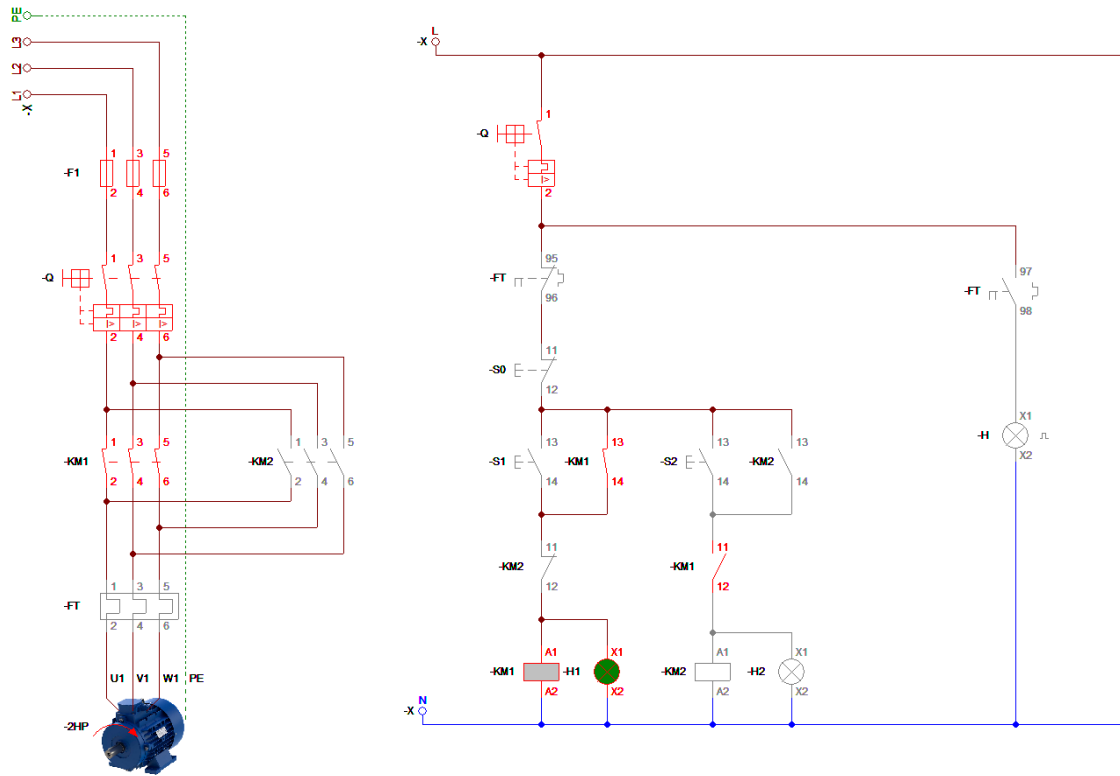 PE
L3
L2
L1
-X
1 3 5
-F1
2 4 6
1 3 5
-Q
2 4 6
1 3 5
-KM1
2 4 6
1 3 5
-KM2
2 4 6
1 3 5
-FT
2 4 6
U1 V1 W1 PE
-2HP
L
-X
1
-Q
2
95
-FT
96
97
-FT
98
11
-S0
12
13
-S1
14
13
-KM1
14
13
-S2
14
13
-KM2
14
11
-KM2
12
11
-KM1
12
X1
-H
X2
A1
-KM1
A2
X1
-H1
X2
A1
-KM2
A2
X1
-H2
X2
N
-X